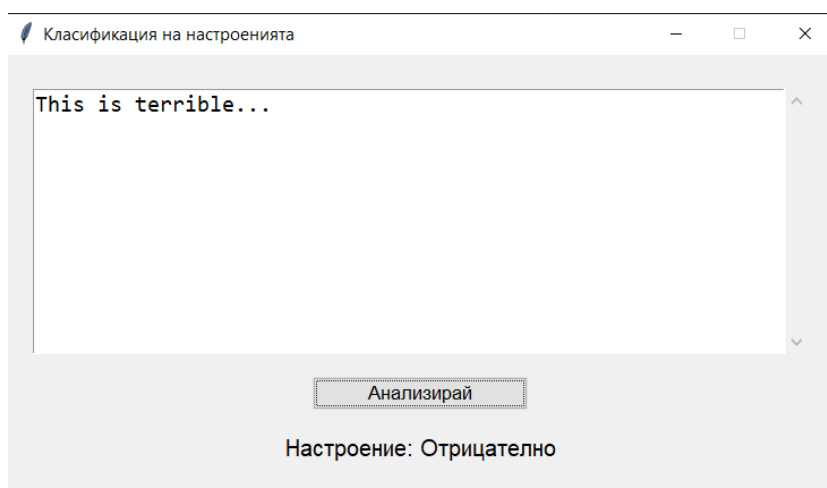 Класификация на настроенията
This is terrible...
Анализирай
Настроение: Отрицателно